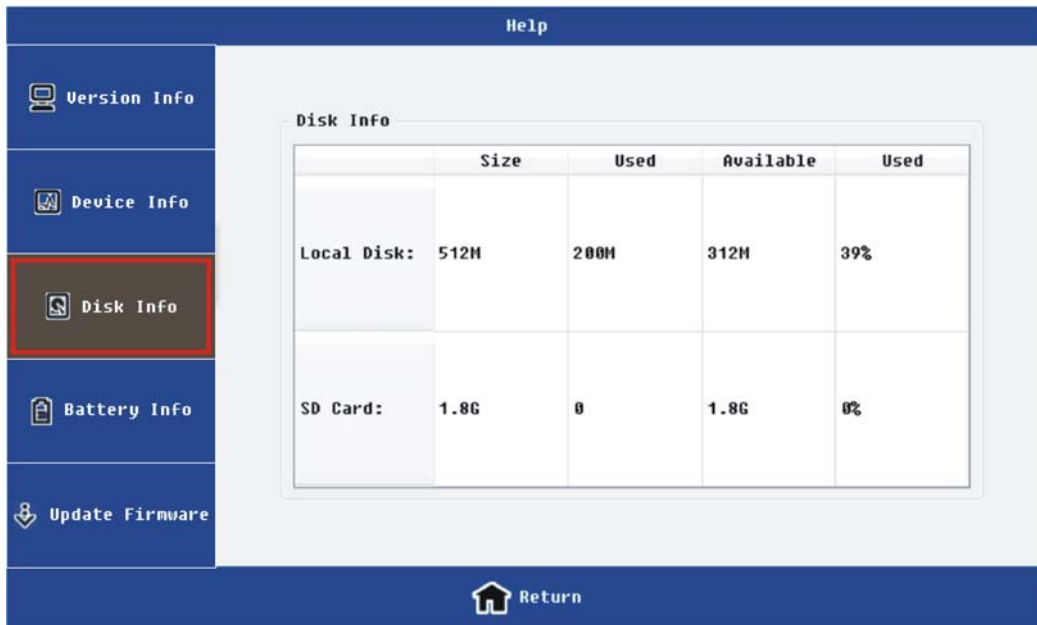 Help
Version Info
Device Info
Disk Info
Battery Info
Update Firmware
Disk Info
Size Used Available Used
Local Disk: 512M 200M 312M 39%
SD Card: 1.8G 0 1.8G 0%
Return